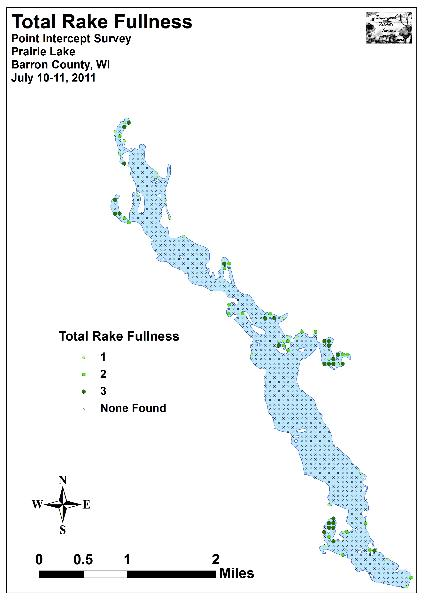 Total Rake Fullness
Point Intercept Survey
Prairie Lake
Barron County, WI
July 10-11, 2011
Total Rake Fullness
1
2
3
None Found
N
W E
S
0 0.5 1 2
Miles